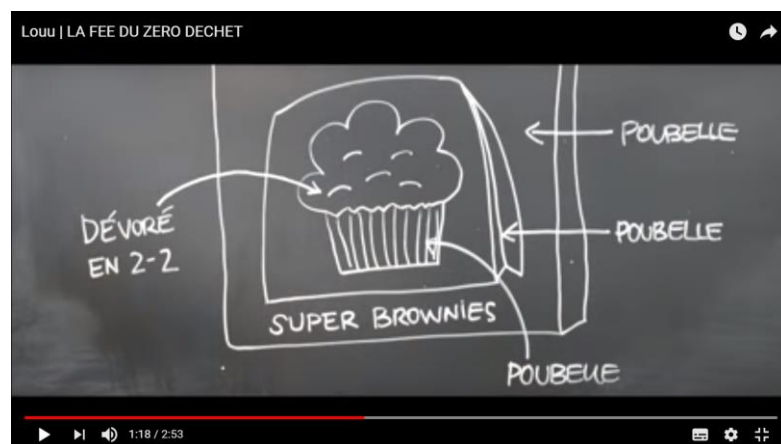 Louu | LA FEE DU ZERO DECHET
POUBELLE
DÉVORÉ
EN 2-2
POUBELLE
SUPER BROWNIES
POUBELLE
1:18 / 2:53